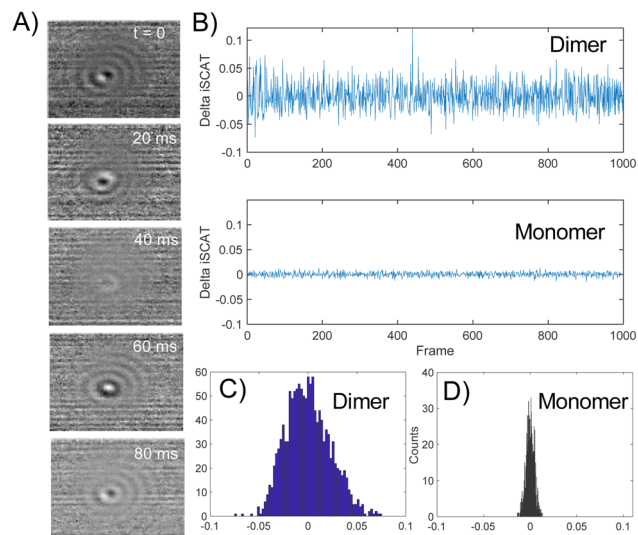 A)
t = 0
20 ms
40 ms
60 ms
80 ms
B)
Dimer
Delta iSCAT
0.1
0.05
0
-0.05
-0.1
0 200 400 600 800 1000
Monomer
Delta iSCAT
0.1
0.05
0
-0.05
-0.1
0 200 400 600 800 1000
Frame
C)
Dimer
60
50
40
30
20
10
0
-0.1 -0.05 0 0.05 0.1
D)
Monomer
Counts
40
30
20
10
0
-0.1 -0.05 0 0.05 0.1